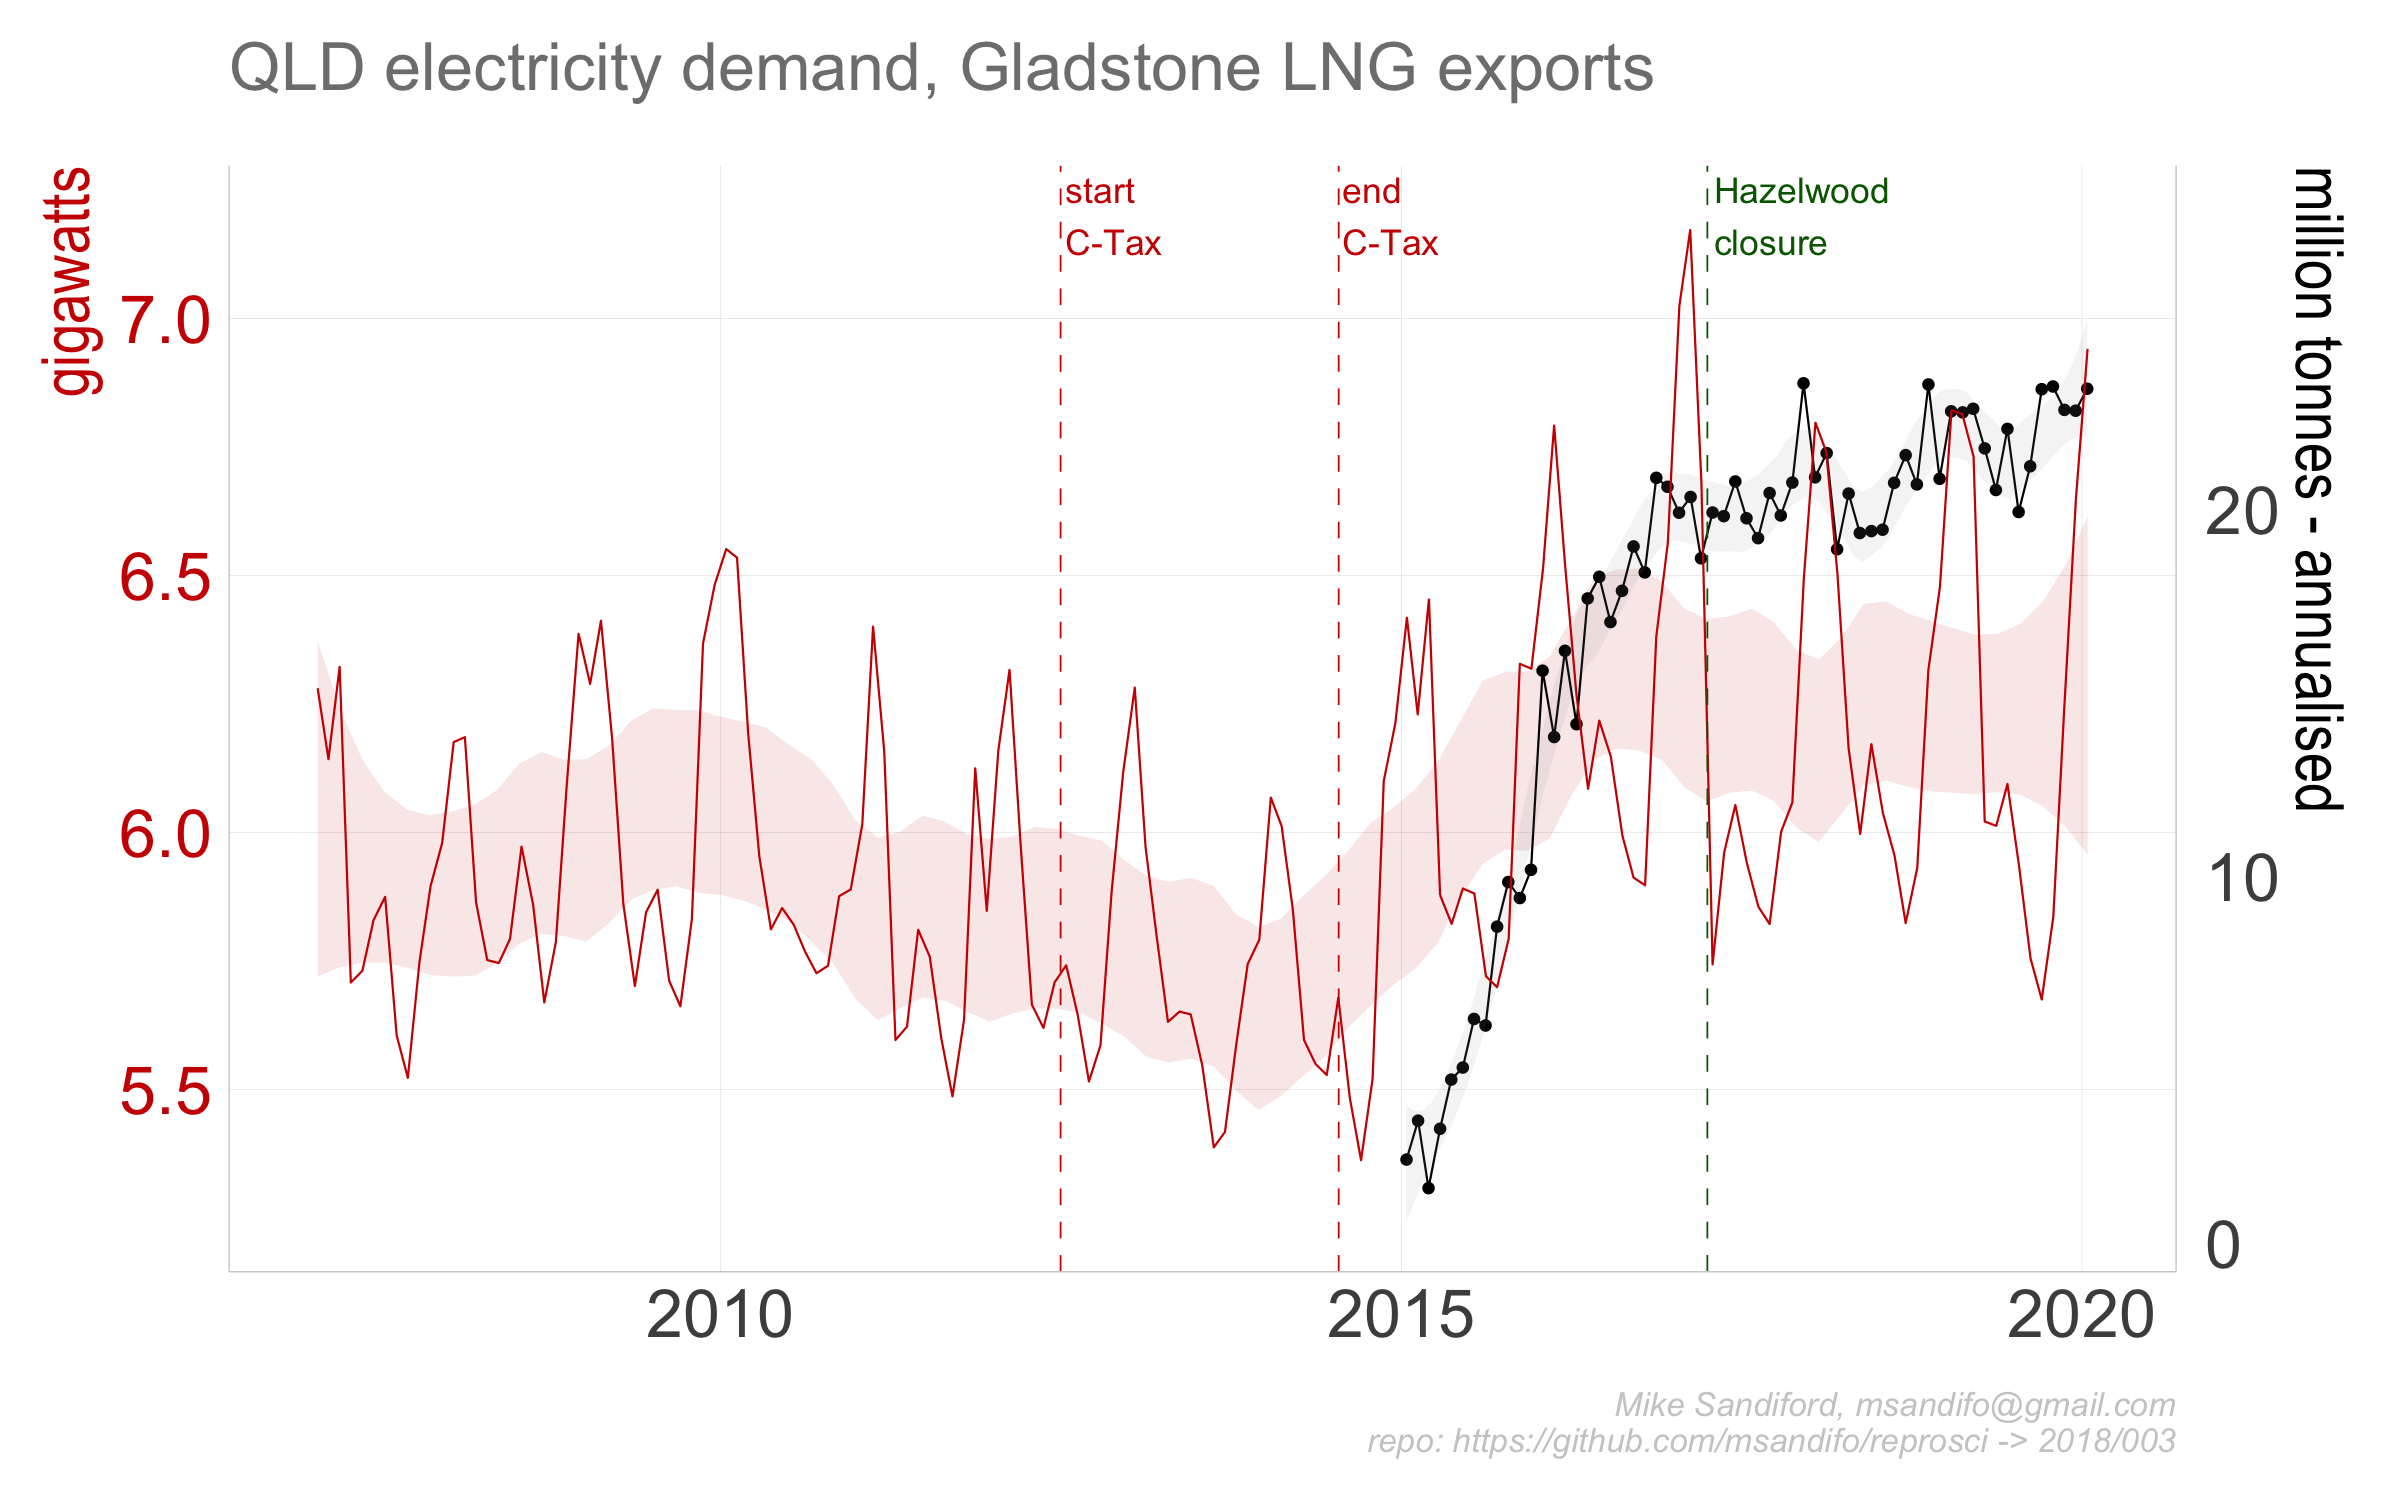 QLD electricity demand, Gladstone LNG exports
gigawatts
7.0
6.5
6.0
5.5
start
C-Tax
end
C-Tax
Hazelwood
closure
million tonnes - annualised
20
10
0
2010
2015
2020
Mike Sandiford, msandifo@gmail.com
repo: https://github.com/msandifo/reprosci -> 2018/003